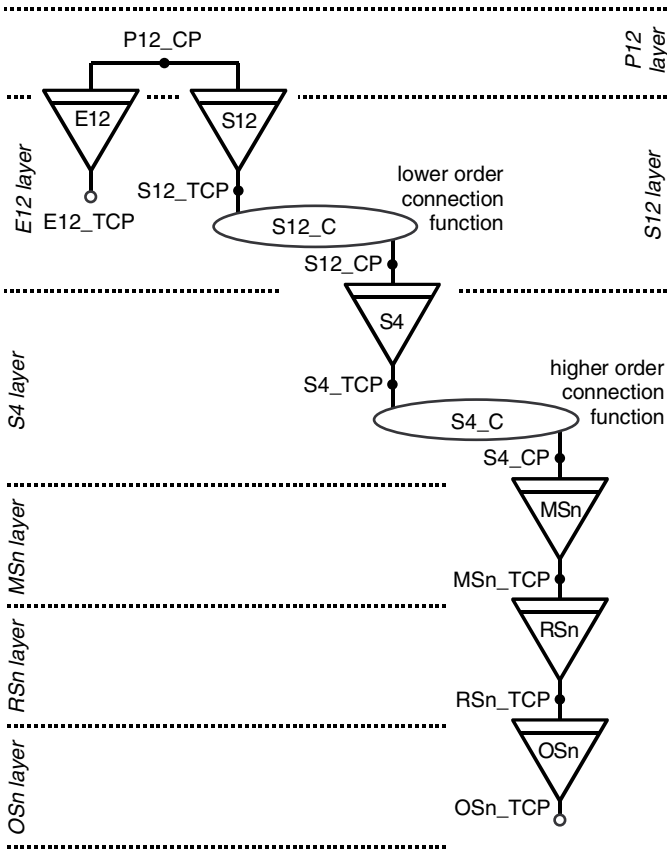 P12_CP
P12
layer
E12
S12
E12 layer
S12_TCP
E12_TCP
lower order
connection
function
S12 layer
S12_C
S12_CP
S4
S4 layer
S4_TCP
higher order
connection
function
S4_C
S4_CP
MSn
MSn layer
MSn_TCP
RSn
RSn layer
RSn_TCP
OSn
OSn layer
OSn_TCP